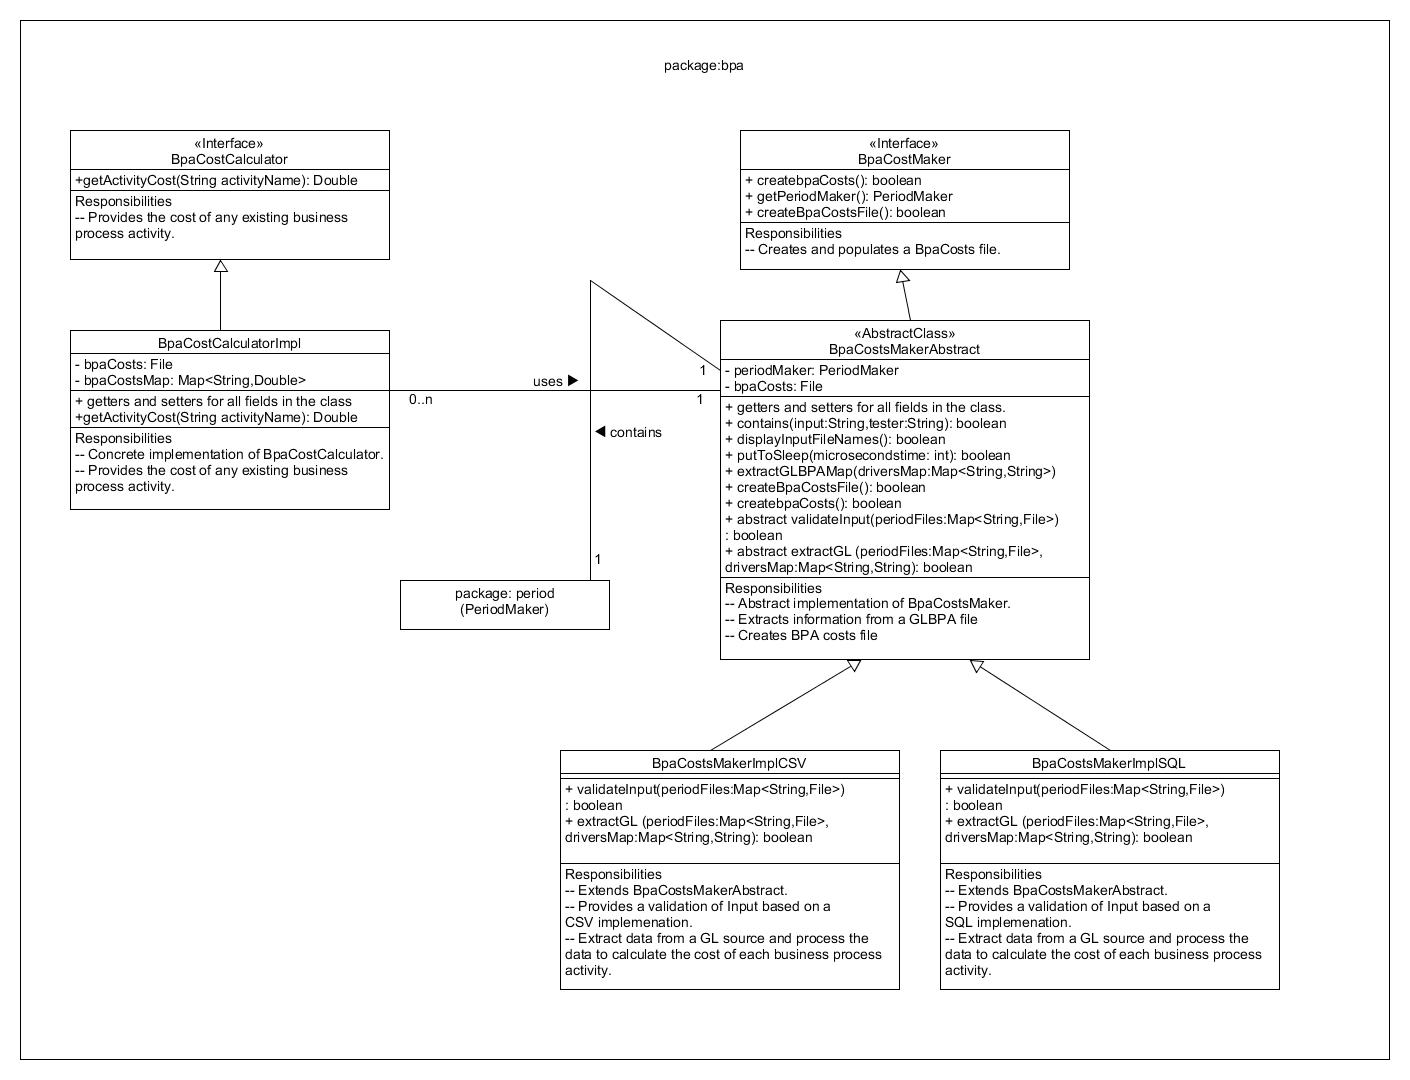 package:bpa
«Interface»
BpaCostCalculator
+getActivityCost(String activityName): Double
Responsibilities
-- Provides the cost of any existing business
process activity.
«Interface»
BpaCostMaker
+ createbpaCosts(): boolean
+ getPeriodMaker(): PeriodMaker
+ createBpaCostsFile(): boolean
Responsibilities
-- Creates and populates a BpaCosts file.
BpaCostCalculatorImpl
- bpaCosts: File
- bpaCostsMap: Map<String,Double>
+ getters and setters for all fields in the class
+getActivityCost(String activityName): Double
Responsibilities
-- Concrete implementation of BpaCostCalculator.
-- Provides the cost of any existing business
process activity.
uses ▶
0..n
1
1
◀ contains
1
package: period
(PeriodMaker)
«AbstractClass»
BpaCostsMakerAbstract
- periodMaker: PeriodMaker
- bpaCosts: File
+ getters and setters for all fields in the class.
+ contains(input:String,tester:String): boolean
+ displayInputFileNames(): boolean
+ putToSleep(microsecondstime: int): boolean
+ extractGLBPAMap(driversMap:Map<String,String>)
+ createBpaCostsFile(): boolean
+ createbpaCosts(): boolean
+ abstract validateInput(periodFiles:Map<String,File>)
: boolean
+ abstract extractGL (periodFiles:Map<String,File>,
driversMap:Map<String,String): boolean
Responsibilities
-- Abstract implementation of BpaCostsMaker.
-- Extracts information from a GLBPA file
-- Creates BPA costs file
BpaCostsMakerImplCSV
+ validateInput(periodFiles:Map<String,File>)
: boolean
+ extractGL (periodFiles:Map<String,File>,
driversMap:Map<String,String): boolean
Responsibilities
-- Extends BpaCostsMakerAbstract.
-- Provides a validation of Input based on a
CSV implemenation.
-- Extract data from a GL source and process the
data to calculate the cost of each business process
activity.
BpaCostsMakerImplSQL
+ validateInput(periodFiles:Map<String,File>)
: boolean
+ extractGL (periodFiles:Map<String,File>,
driversMap:Map<String,String): boolean
Responsibilities
-- Extends BpaCostsMakerAbstract.
-- Provides a validation of Input based on a
SQL implemenation.
-- Extract data from a GL source and process the
data to calculate the cost of each business process
activity.